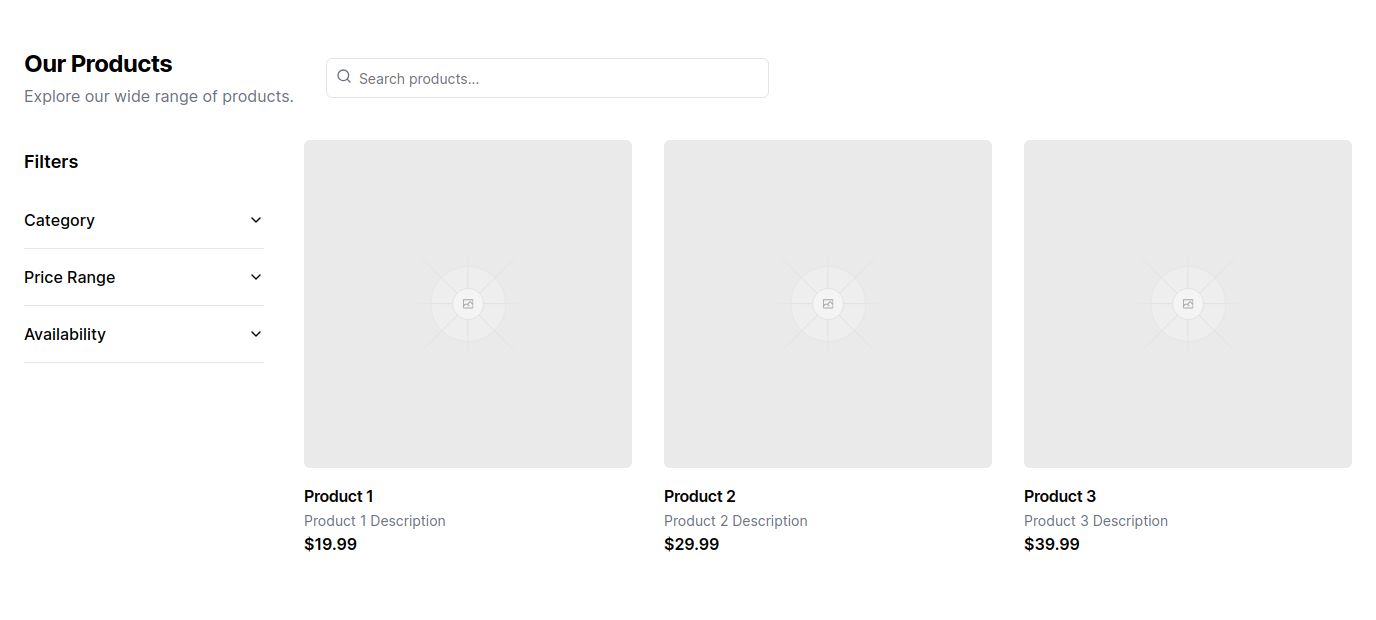 Our Products
Explore our wide range of products.
Search products...
Filters
Category
Price Range
Availability
Product 1
Product 1 Description
$19.99
Product 2
Product 2 Description
$29.99
Product 3
Product 3 Description
$39.99